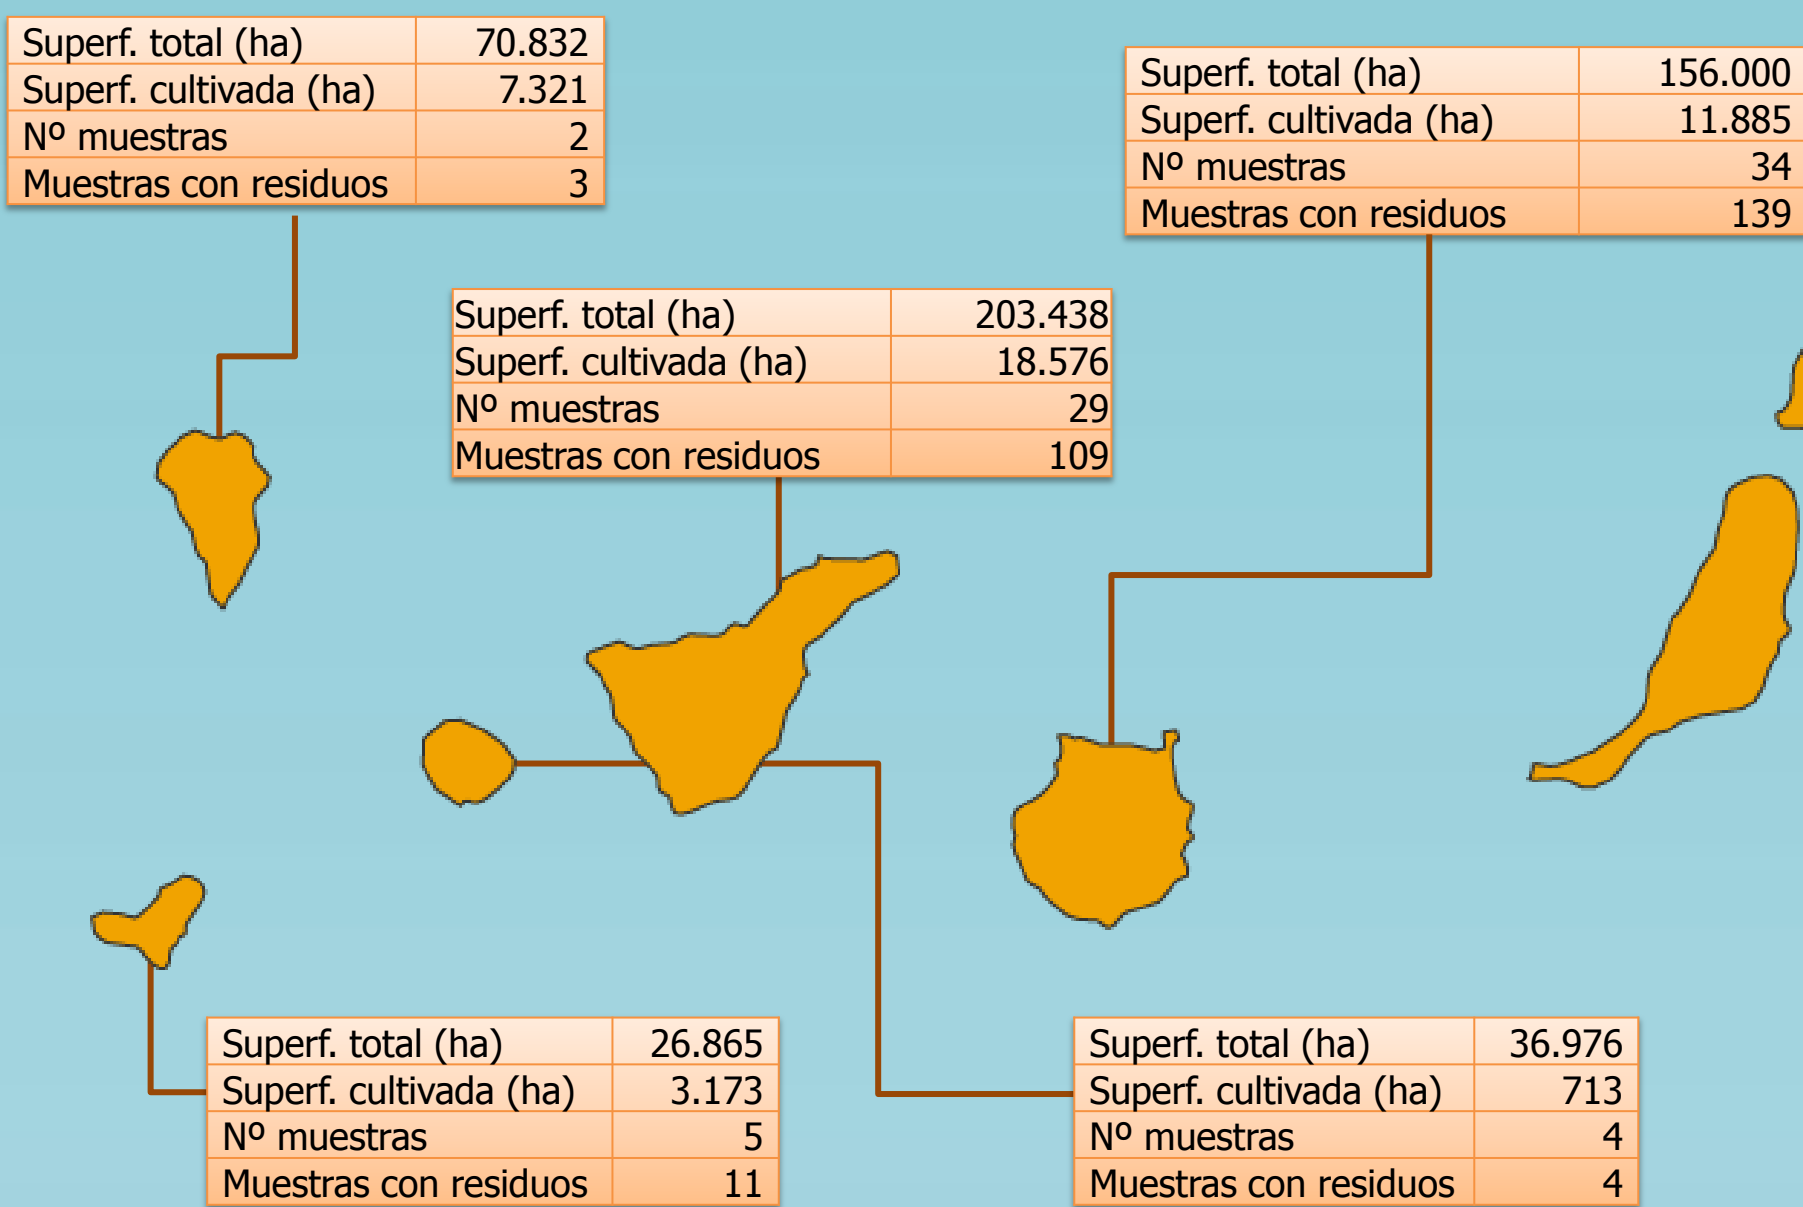 Superf. total (ha) 70.832
Superf. cultivada (ha) 7.321
Nº muestras 2
Muestras con residuos 3
Superf. total (ha) 156.000
Superf. cultivada (ha) 11.885
Nº muestras 34
Muestras con residuos 139
Superf. total (ha) 203.438
Superf. cultivada (ha) 18.576
Nº muestras 29
Muestras con residuos 109
Superf. total (ha) 26.865
Superf. cultivada (ha) 3.173
Nº muestras 5
Muestras con residuos 11
Superf. total (ha) 36.976
Superf. cultivada (ha) 713
Nº muestras 4
Muestras con residuos 4